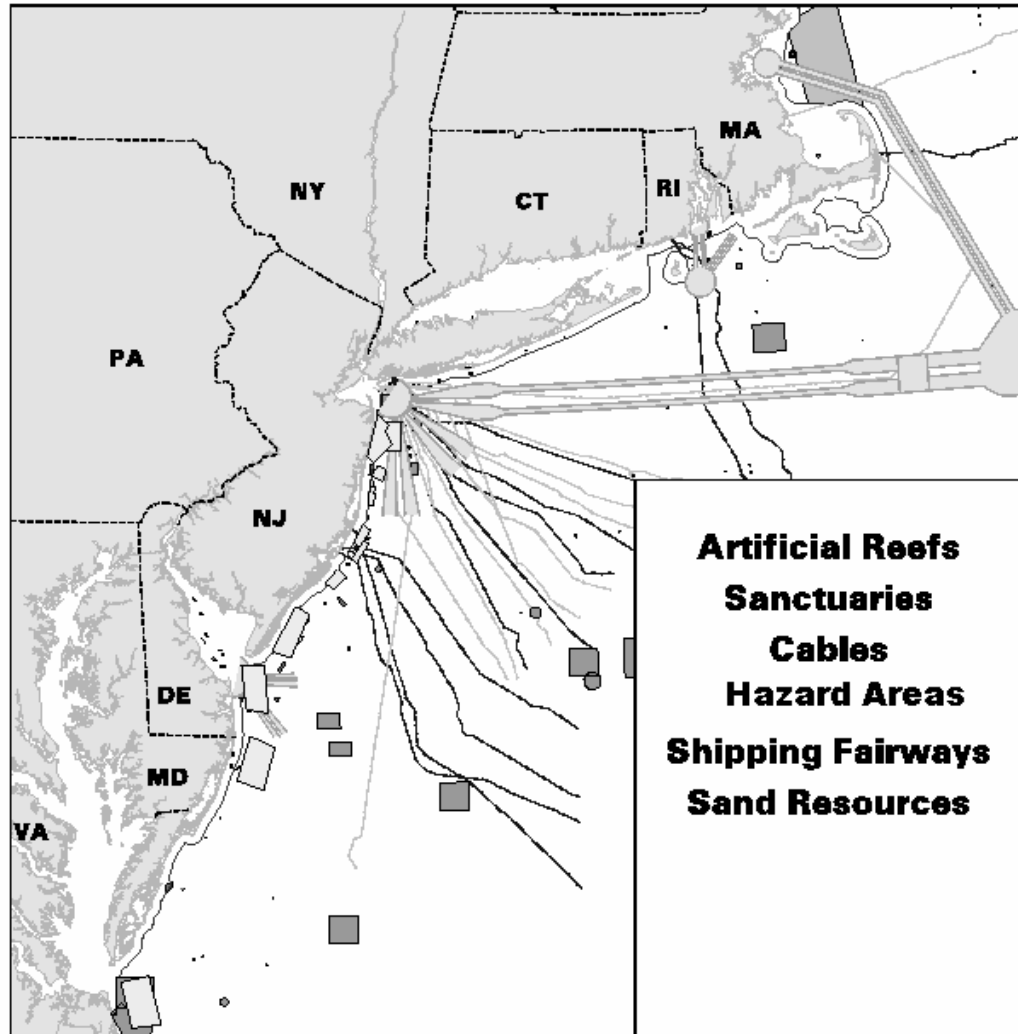 MA
NY
CT
RI
PA
NJ
DE
MD
VA
Artificial Reefs
Sanctuaries
Cables
Hazard Areas
Shipping Fairways
Sand Resources